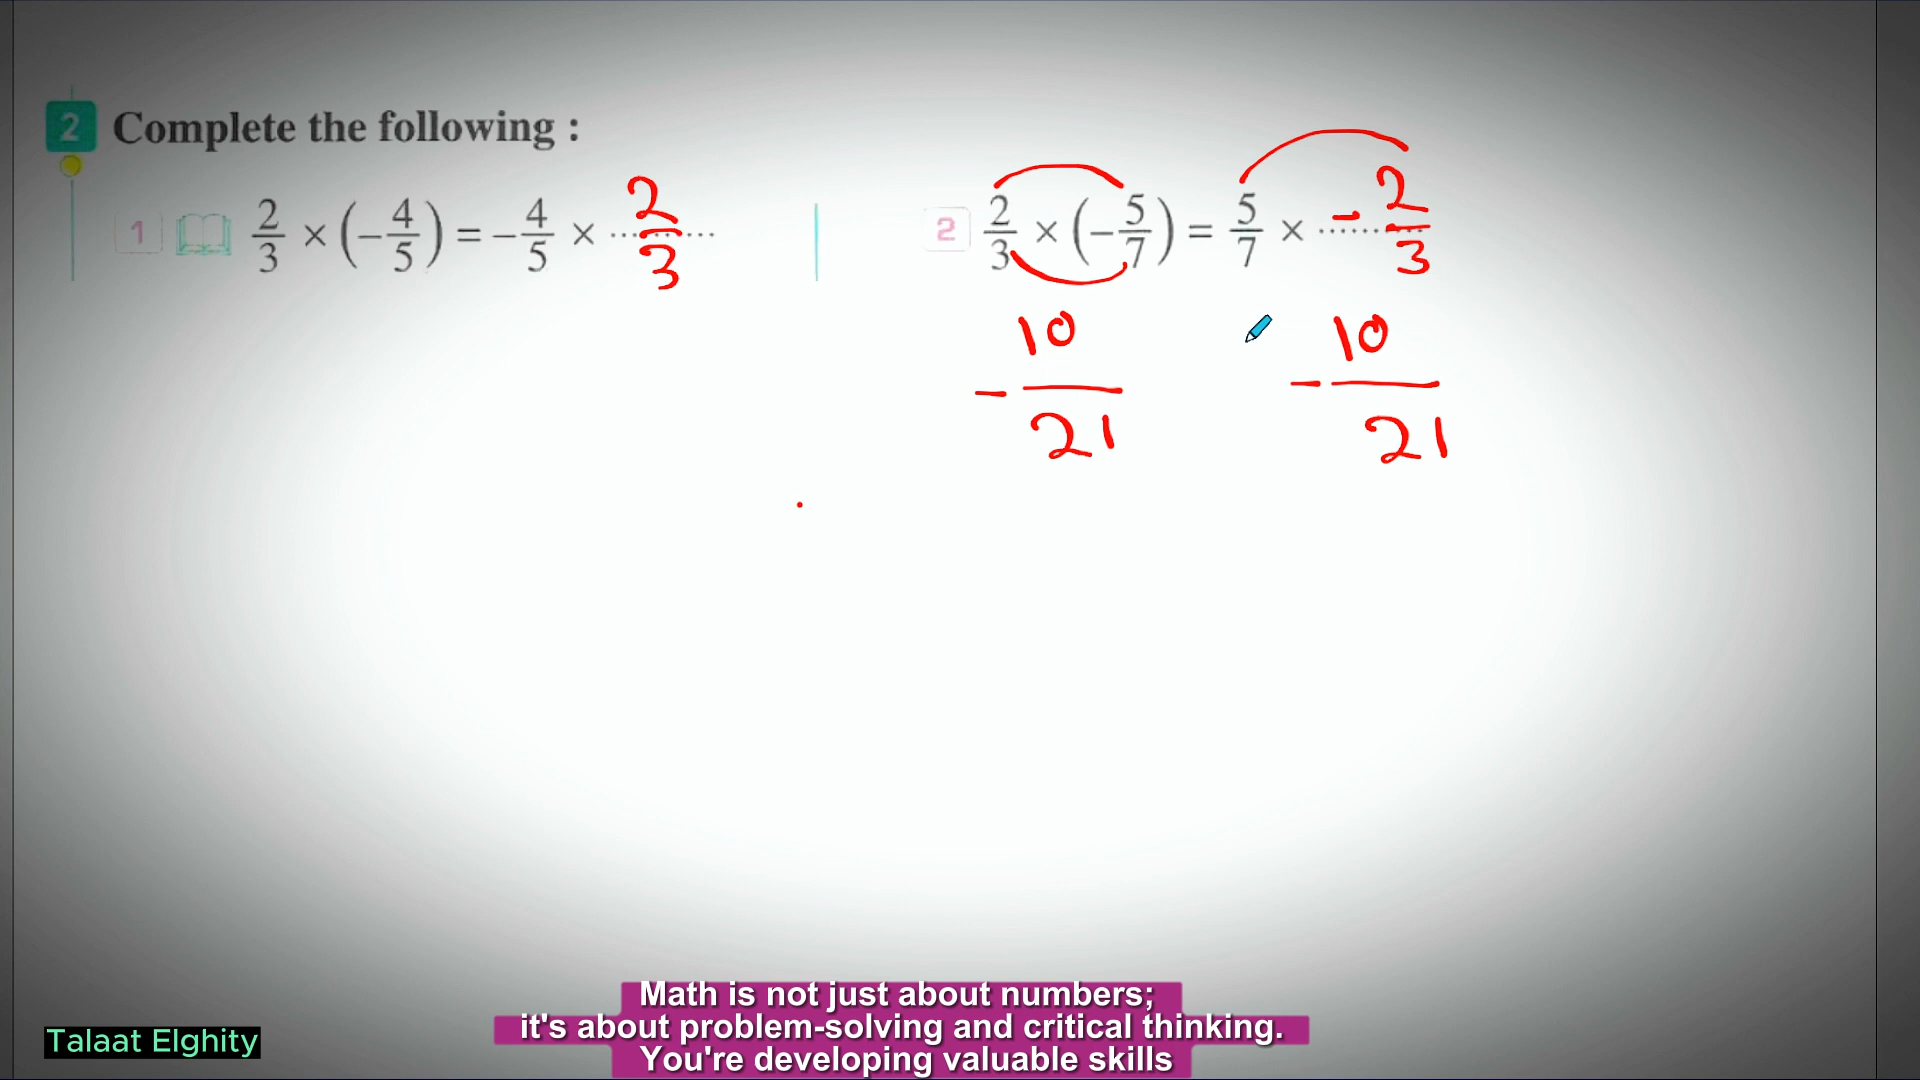 2 Complete the following :
1 2/3 × (−4/5) = −4/5 × ........ 2/3
2 2/3 × (−5/7) = 5/7 × ........ −2/3
−10/21 −10/21
Math is not just about numbers;
it's about problem-solving and critical thinking.
You're developing valuable skills
Talaat Elghity